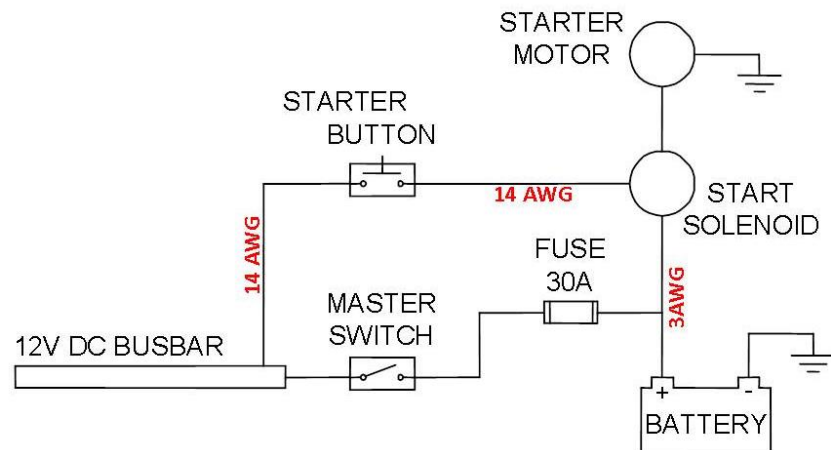 STARTER
MOTOR
STARTER
BUTTON
14 AWG
START
SOLENOID
14 AWG
FUSE
30A
3AWG
MASTER
SWITCH
12V DC BUSBAR
+
-
BATTERY